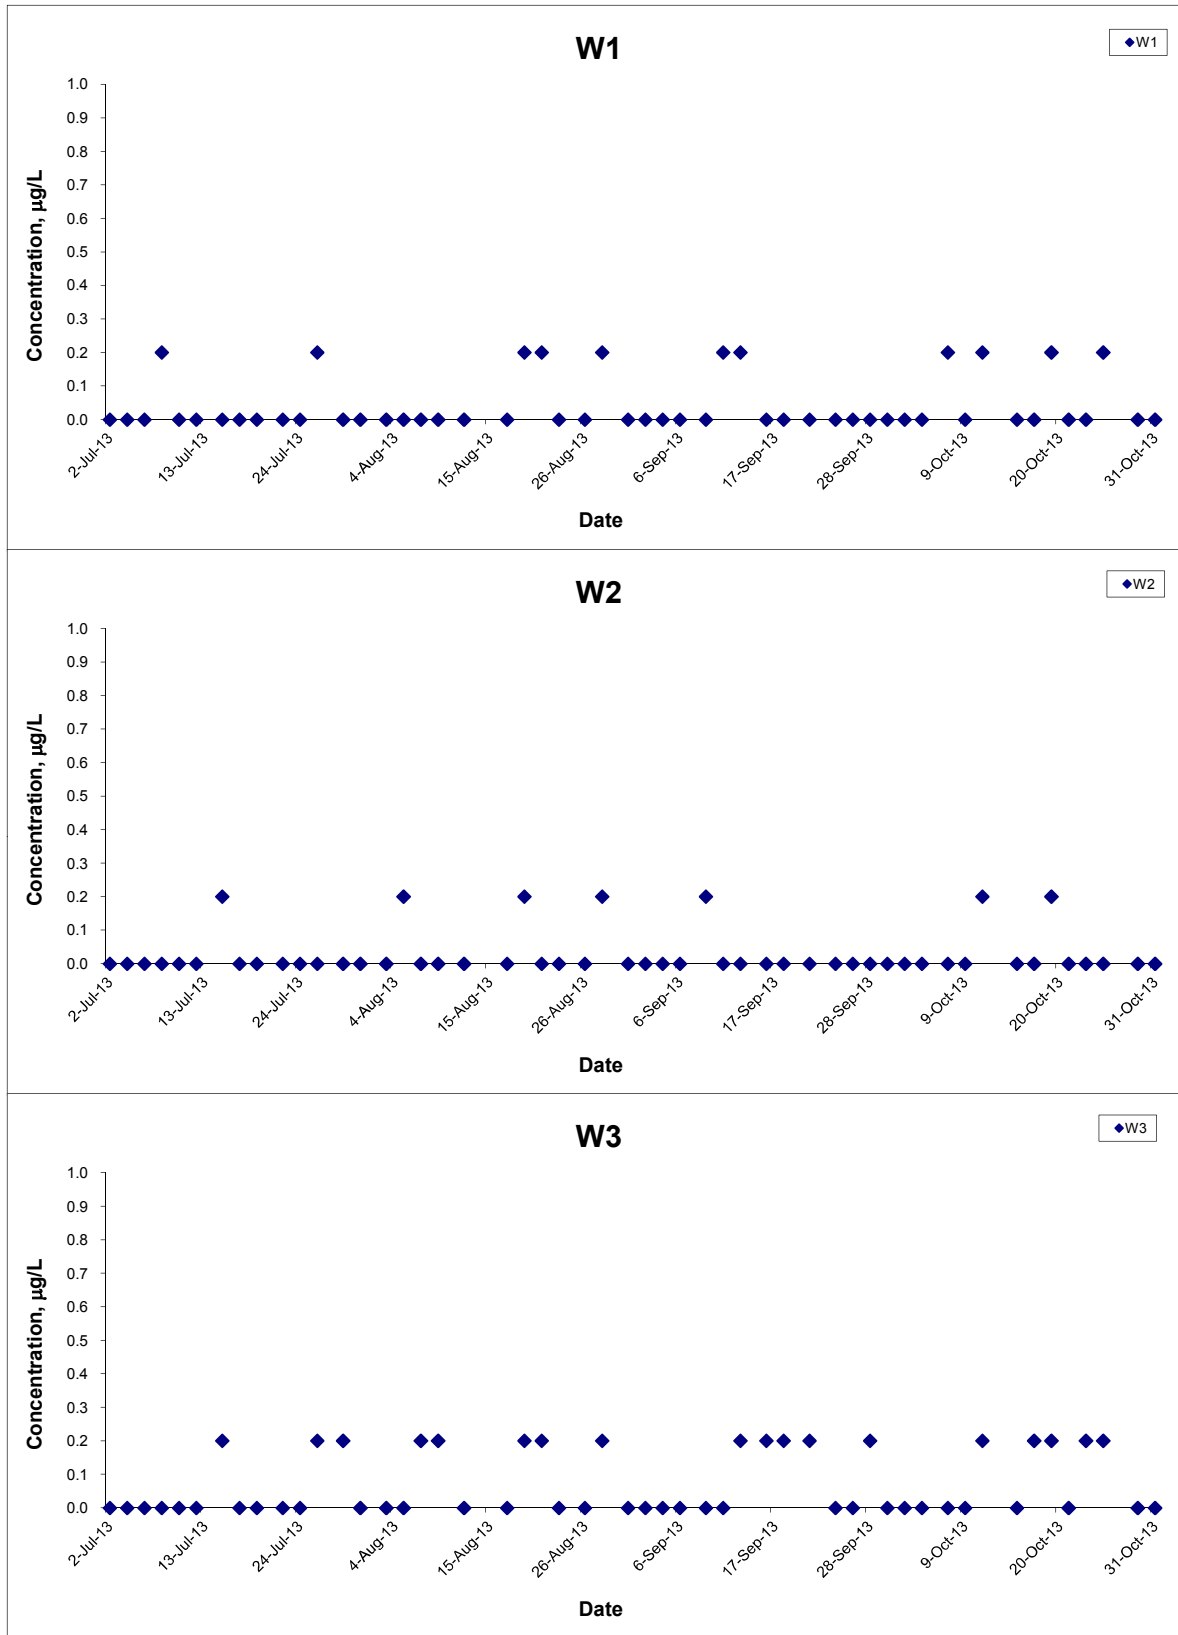 W1
W1
1.0
0.9
0.8
0.7
0.6
0.5
0.4
0.3
0.2
0.1
0.0
Concentration, µg/L
2-Jul-13
13-Jul-13
24-Jul-13
4-Aug-13
15-Aug-13
26-Aug-13
6-Sep-13
17-Sep-13
28-Sep-13
9-Oct-13
20-Oct-13
31-Oct-13
Date
W2
W2
1.0
0.9
0.8
0.7
0.6
0.5
0.4
0.3
0.2
0.1
0.0
Concentration, µg/L
2-Jul-13
13-Jul-13
24-Jul-13
4-Aug-13
15-Aug-13
26-Aug-13
6-Sep-13
17-Sep-13
28-Sep-13
9-Oct-13
20-Oct-13
31-Oct-13
Date
W3
W3
1.0
0.9
0.8
0.7
0.6
0.5
0.4
0.3
0.2
0.1
0.0
Concentration, µg/L
2-Jul-13
13-Jul-13
24-Jul-13
4-Aug-13
15-Aug-13
26-Aug-13
6-Sep-13
17-Sep-13
28-Sep-13
9-Oct-13
20-Oct-13
31-Oct-13
Date